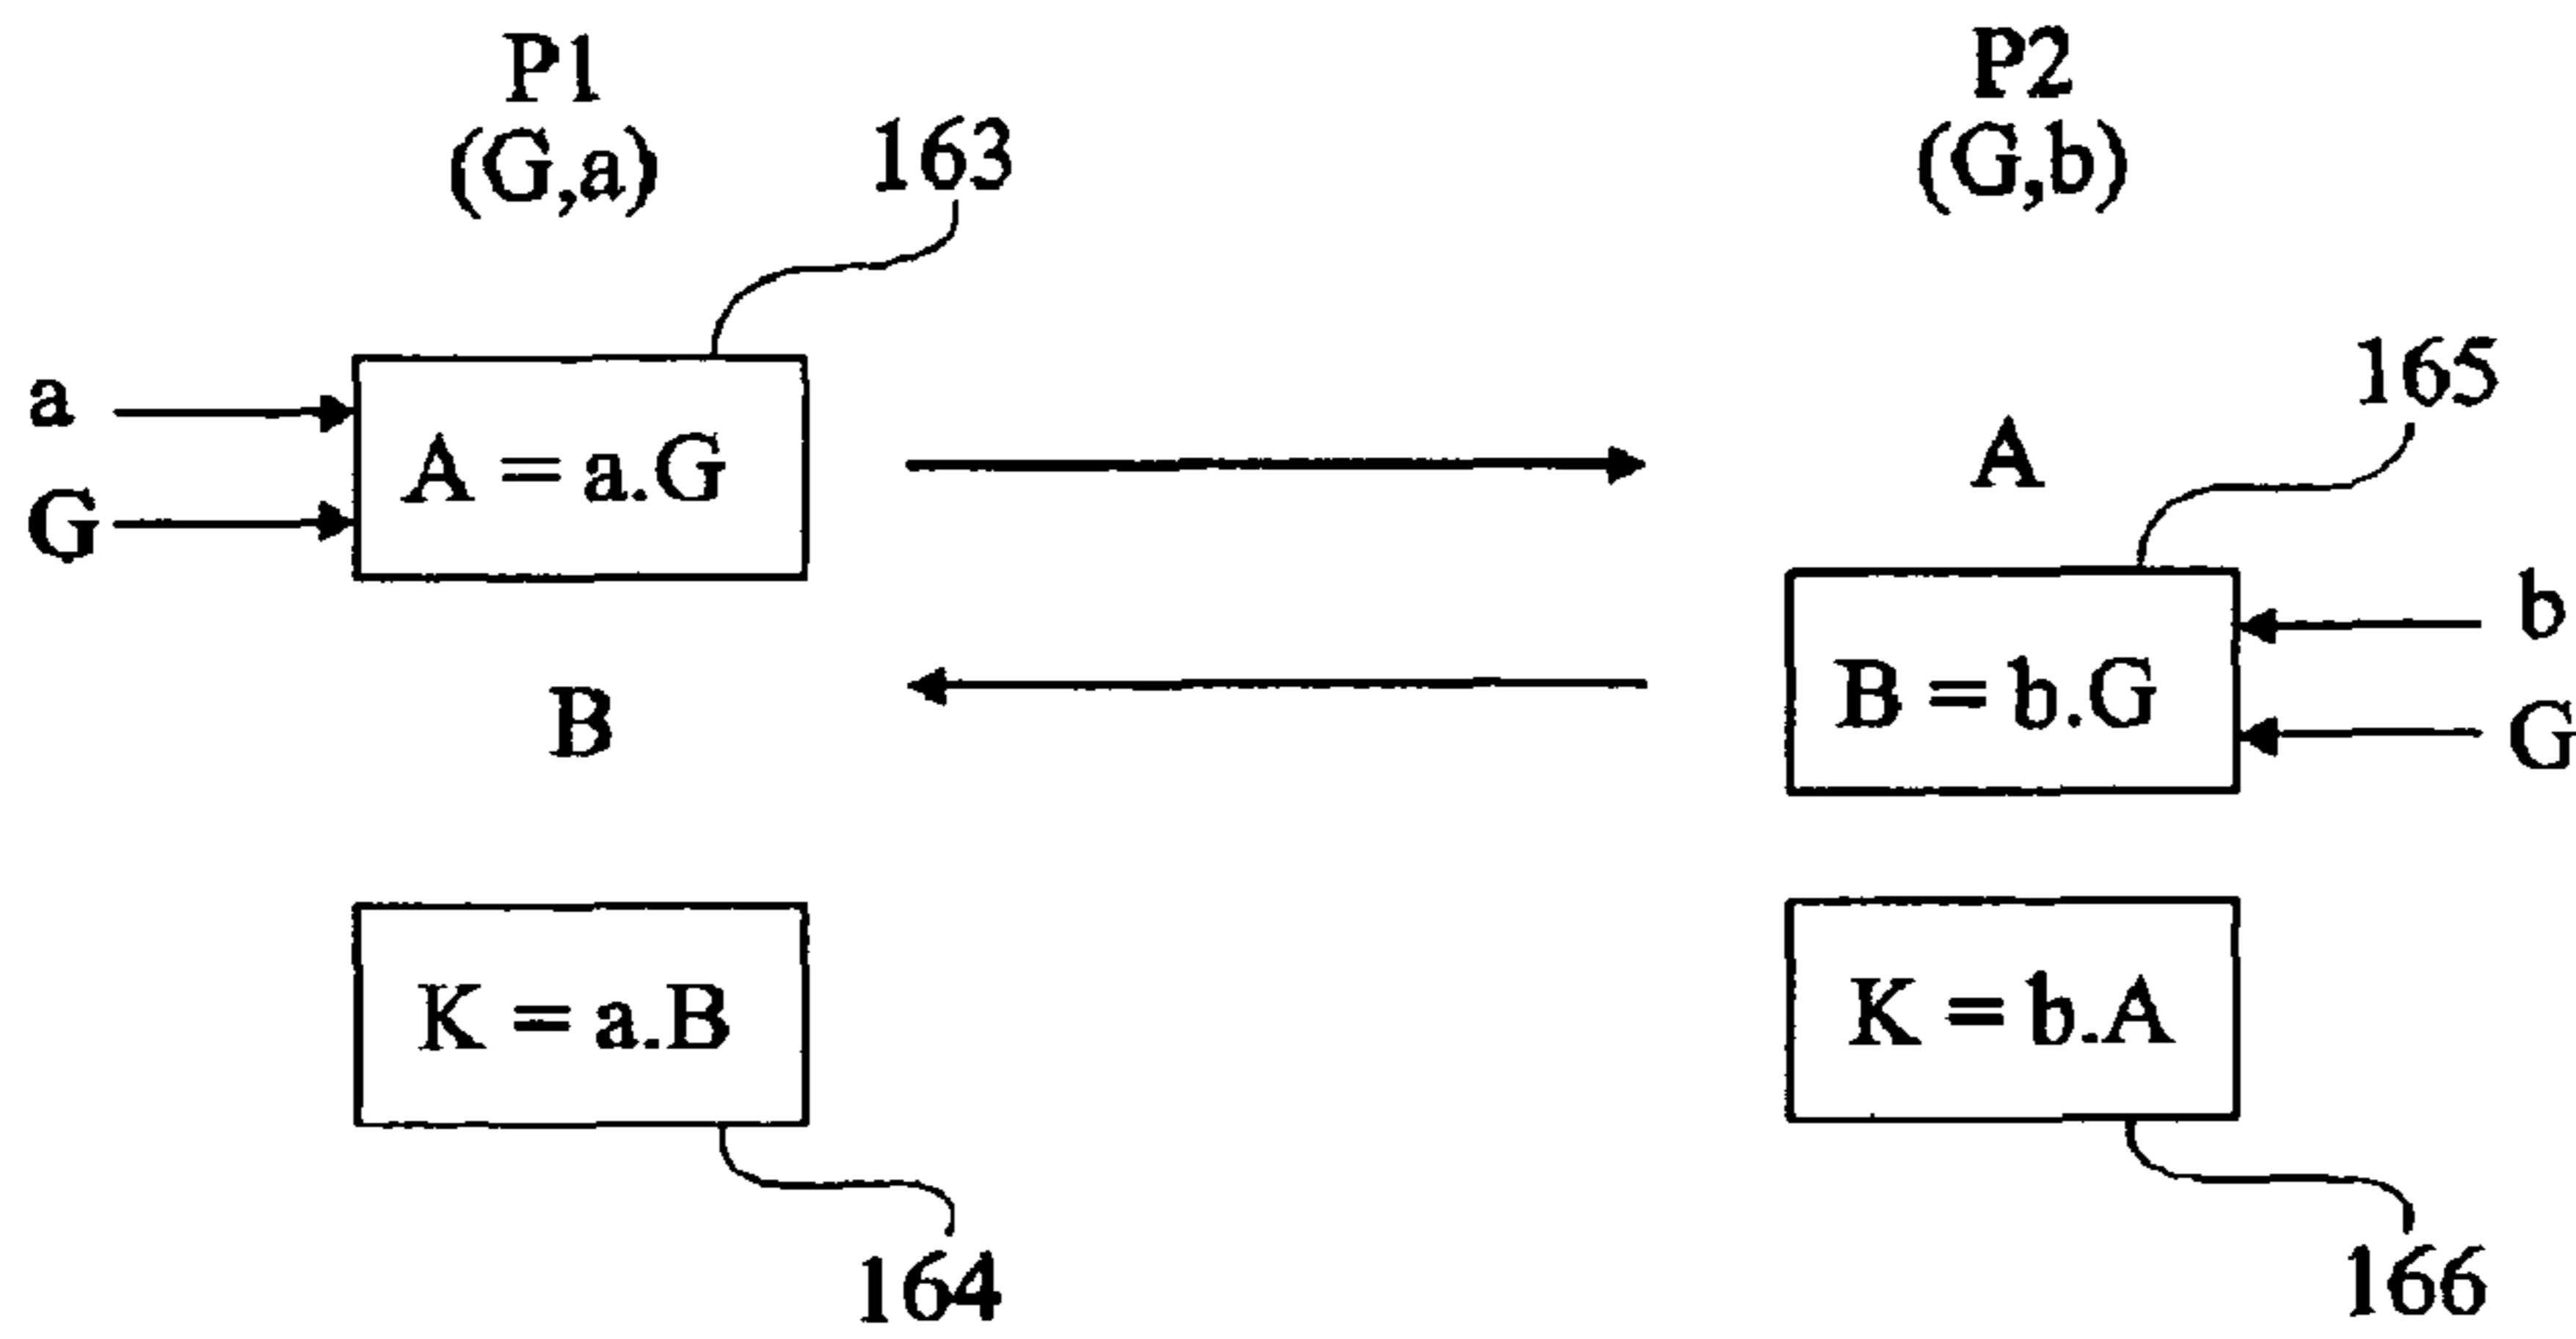 P1
(G,a)
163
P2
(G,b)
a
G
A = a.G
A
165
B
B = b.G
b
G
K = a.B
K = b.A
164
166